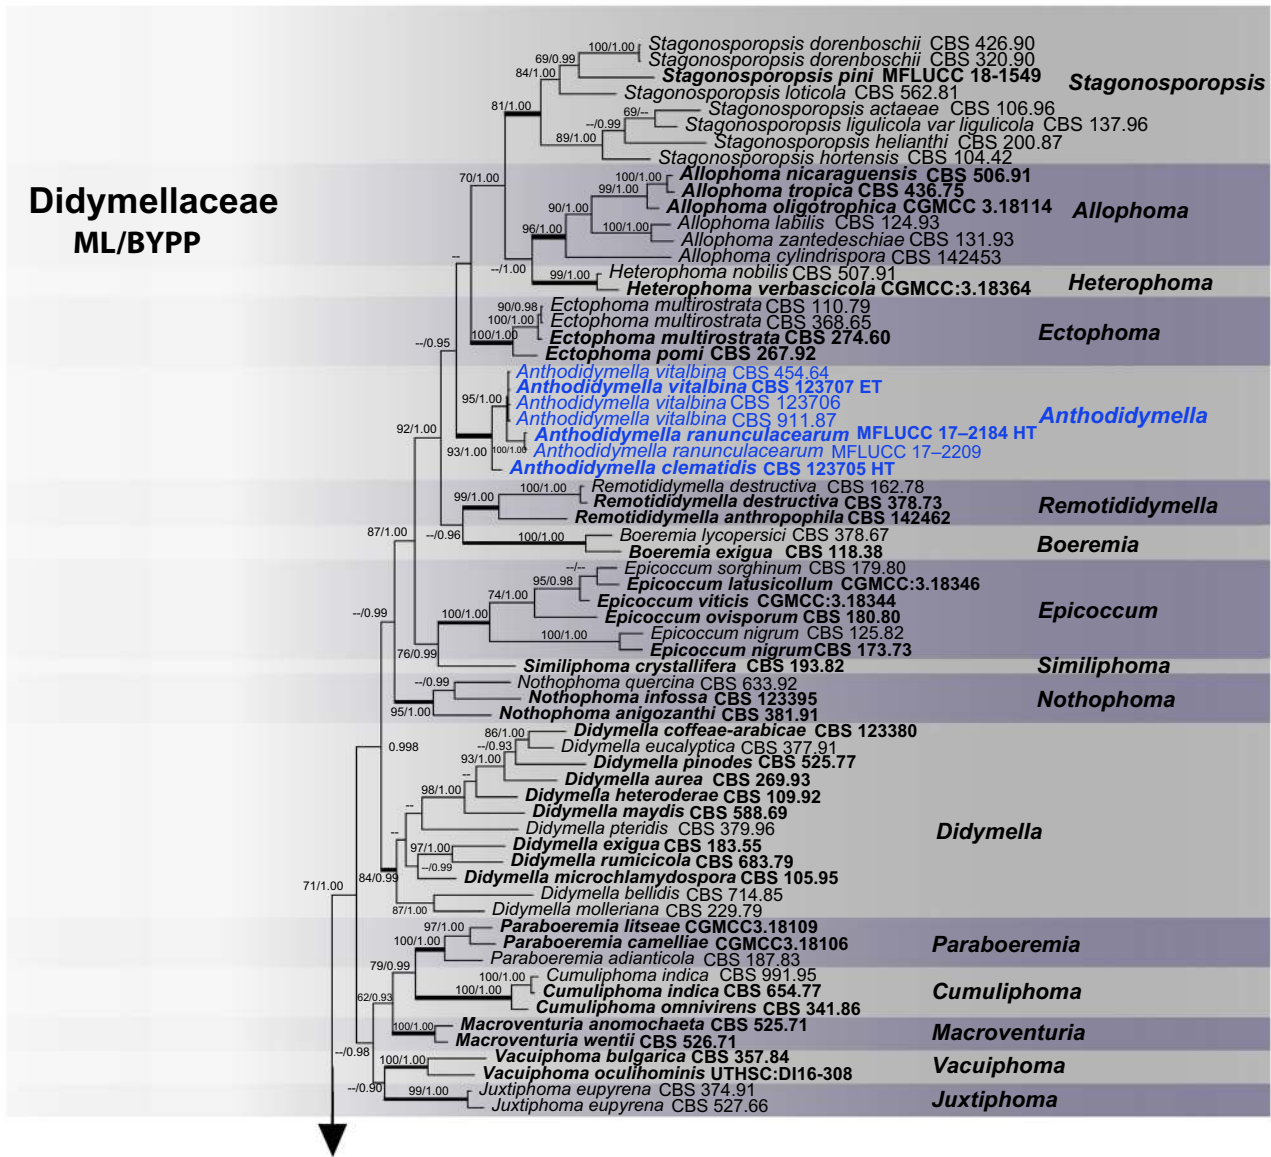 Didymellaceae
ML/BYPP
100/1.00
Stagonosporopsis dorenboschii CBS 426.90
69/0.99
Stagonosporopsis dorenboschii CBS 320.90
84/1.00
Stagonosporopsis pini MFLUCC 18-1549
Stagonosporopsis
Stagonosporopsis loticola CBS 562.81
81/1.00
69/--
Stagonosporopsis actaeae CBS 106.96
--/0.99
Stagonosporopsis ligulicola var ligulicola CBS 137.96
89/1.00
Stagonosporopsis helianthi CBS 200.87
Stagonosporopsis hortensis CBS 104.42
70/1.00
100/1.00
Allophoma nicaraguensis CBS 506.91
99/1.00
Allophoma tropica CBS 436.75
90/1.00
Allophoma oligotrophica CGMCC 3.18114
Allophoma
96/1.00
100/1.00
Allophoma labilis CBS 124.93
Allophoma zantedeschiae CBS 131.93
Allophoma cylindrispora CBS 142453
--
--/1.00
99/1.00
Heterophoma nobilis CBS 507.91
Heterophoma verbascicola CGMCC:3.18364
Heterophoma
90/0.98
Ectophoma multirostrata CBS 110.79
100/1.00
Ectophoma multirostrata CBS 368.65
100/1.00
Ectophoma multirostrata CBS 274.60
Ectophoma
Ectophoma pomi CBS 267.92
--/0.95
Anthodidymella vitalbina CBS 454.64
Anthodidymella vitalbina CBS 123707 ET
95/1.00
Anthodidymella vitalbina CBS 123706
Anthodidymella vitalbina CBS 911.87
Anthodidymella
92/1.00
Anthodidymella ranunculacearum MFLUCC 17–2184 HT
93/1.00
100/1.00
Anthodidymella ranunculacearum MFLUCC 17–2209
Anthodidymella clematidis CBS 123705 HT
100/1.00
Remotididymella destructiva CBS 162.78
99/1.00
Remotididymella destructiva CBS 378.73
Remotididymella
Remotididymella anthropophila CBS 142462
87/1.00
--/0.96
100/1.00
Boeremia lycopersici CBS 378.67
Boeremia exigua CBS 118.38
Boeremia
--/--
Epicoccum sorghinum CBS 179.80
95/0.98
Epicoccum latusicollum CGMCC:3.18346
74/1.00
Epicoccum viticis CGMCC:3.18344
Epicoccum
--/0.99
100/1.00
Epicoccum ovisporum CBS 180.80
100/1.00
Epicoccum nigrum CBS 125.82
Epicoccum nigrum CBS 173.73
76/0.99
Similiphoma crystallifera CBS 193.82
Similiphoma
--/0.99
Nothophoma quercina CBS 633.92
Nothophoma infossa CBS 123395
Nothophoma
95/1.00
Nothophoma anigozanthi CBS 381.91
86/1.00
Didymella coffeae-arabicae CBS 123380
0.998
--/0.93
Didymella eucalyptica CBS 377.91
93/1.00
Didymella pinodes CBS 525.77
--
Didymella aurea CBS 269.93
98/1.00
Didymella heteroderae CBS 109.92
--
Didymella maydis CBS 588.69
--
Didymella pteridis CBS 379.96
Didymella
97/1.00
Didymella exigua CBS 183.55
--/0.99
Didymella rumicicola CBS 683.79
71/1.00
84/0.99
Didymella microchlamydospora CBS 105.95
Didymella bellidis CBS 714.85
87/1.00
Didymella molleriana CBS 229.79
97/1.00
Paraboeremia litseae CGMCC3.18109
100/1.00
Paraboeremia camelliae CGMCC3.18106
Paraboeremia
Paraboeremia adianticola CBS 187.83
79/0.99
100/1.00
Cumuliphoma indica CBS 991.95
100/1.00
Cumuliphoma indica CBS 654.77
Cumuliphoma
62/0.93
Cumuliphoma omnivirens CBS 341.86
100/1.00
Macroventuria anomochaeta CBS 525.71
Macroventuria
Macroventuria wentii CBS 526.71
--/0.98
100/1.00
Vacuiphoma bulgarica CBS 357.84
Vacuiphoma
Vacuiphoma oculihominis UTHSC:DI16-308
--/0.90
99/1.00
Juxtiphoma eupyrena CBS 374.91
Juxtiphoma
Juxtiphoma eupyrena CBS 527.66